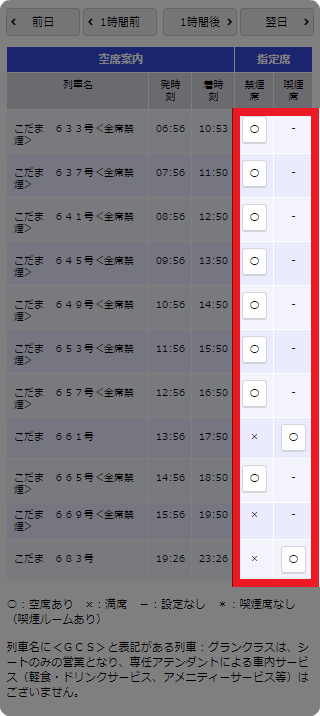 前日 1時間前 1時間後 翌日
空席案内 指定席
列車名 発時刻 着時刻 禁煙席 喫煙席
こだま ６３３号＜全席禁煙＞ 06:56 10:53 ○ -
こだま ６３７号＜全席禁煙＞ 07:56 11:50 ○ -
こだま ６４１号＜全席禁煙＞ 08:56 12:50 ○ -
こだま ６４５号＜全席禁煙＞ 09:56 13:50 ○ -
こだま ６４９号＜全席禁煙＞ 10:56 14:50 ○ -
こだま ６５３号＜全席禁煙＞ 11:56 15:50 ○ -
こだま ６５７号＜全席禁煙＞ 12:56 16:50 ○ -
こだま ６６１号 13:56 17:50 × ○
こだま ６６５号＜全席禁煙＞ 14:56 18:50 ○ -
こだま ６６９号＜全席禁煙＞ 15:56 19:50 × -
こだま ６８３号 19:26 23:26 × ○
○：空席あり ×：満席 －：設定なし ＊：喫煙席なし
（喫煙ルームあり）
列車名に＜ＧＣＳ＞と表記がある列車：グランクラスは、シ
ートのみの営業となり、専任アテンダントによる車内サービ
ス（軽食・ドリンクサービス、アメニティーサービス等）は
ございません。